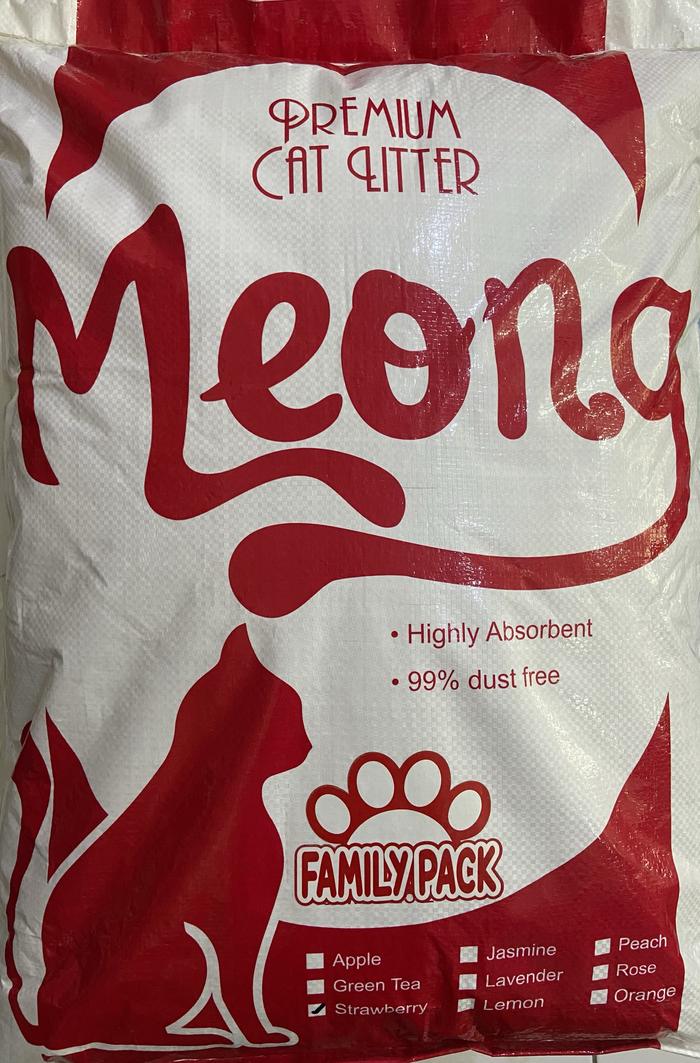 PREMIUM
CAT LITTER
Meong
• Highly Absorbent
• 99% dust free
FAMILY PACK
Apple
Green Tea
Strawberry
Jasmine
Lavender
Lemon
Peach
Rose
Orange